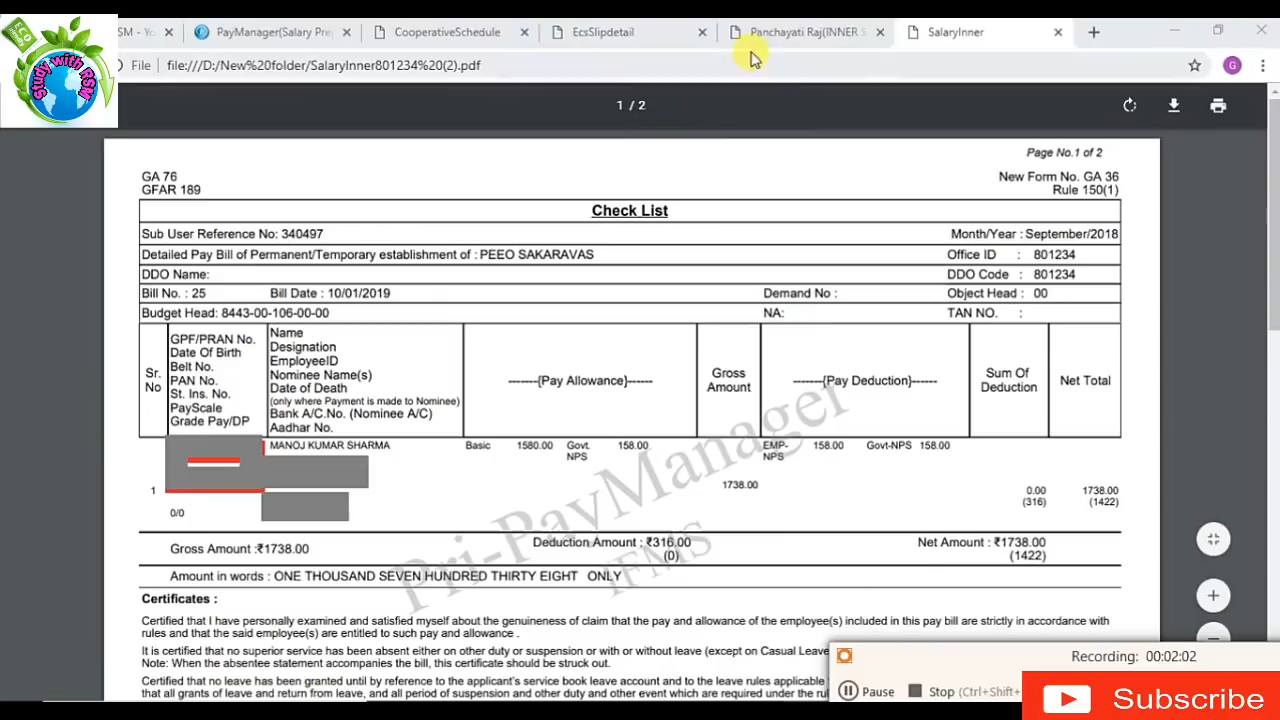 ECO
Study with RSM
SM - Yo
PayManager(Salary Pre
CooperativeSchedule
EcsSlipdetail
Panchayati Raj(INNER S
SalaryInner
File
file:///D:/New%20folder/SalaryInner801234%20(2).pdf
G
1 / 2
Page No.1 of 2
GA 76
New Form No. GA 36
GFAR 189
Rule 150(1)
Check List
Sub User Reference No: 340497
Month/Year : September/2018
Detailed Pay Bill of Permanent/Temporary establishment of : PEEO SAKARAVAS
Office ID : 801234
DDO Name:
DDO Code : 801234
Bill No. : 25
Bill Date : 10/01/2019
Demand No :
Object Head : 00
Budget Head: 8443-00-106-00-00
NA:
TAN NO. :
Sr.
No
GPF/PRAN No.
Date Of Birth
Belt No.
PAN No.
St. Ins. No.
PayScale
Grade Pay/DP
Name
Designation
EmployeeID
Nominee Name(s)
Date of Death
(only where Payment is made to Nominee)
Bank A/C.No. (Nominee A/C)
Aadhar No.
-------{Pay Allowance}------
Gross
Amount
-------{Pay Deduction}------
Sum Of
Deduction
Net Total
MANOJ KUMAR SHARMA
Basic 1580.00
Govt. 158.00
NPS
EMP- 158.00
NPS
Govt-NPS 158.00
1738.00
1
0.00
1738.00
(316)
(1422)
0/0
Pri-PayManager
IFMS
Gross Amount :₹1738.00
Deduction Amount : ₹316.00
(0)
Net Amount : ₹1738.00
(1422)
Amount in words : ONE THOUSAND SEVEN HUNDRED THIRTY EIGHT ONLY
Certificates :
Certified that I have personally examined and satisfied myself about the genuineness of claim that the pay and allowance of the employee(s) included in this pay bill are strictly in accordance with
rules and that the said employee(s) are entitled to such pay and allowance .
It is certified that no superior service has been absent either on other duty or suspension or with or without leave (except on Casual Leave
Note: When the absentee statement accompanies the bill, this certificate should be struck out.
Certified that no leave has been granted until by reference to the applicant's service book leave account and to the leave rules applicable
that all grants of leave and return from leave, and all period of suspension and other duty and other event which are required under the ru
Recording: 00:02:02
Pause
Stop (Ctrl+Shift+
Subscribe